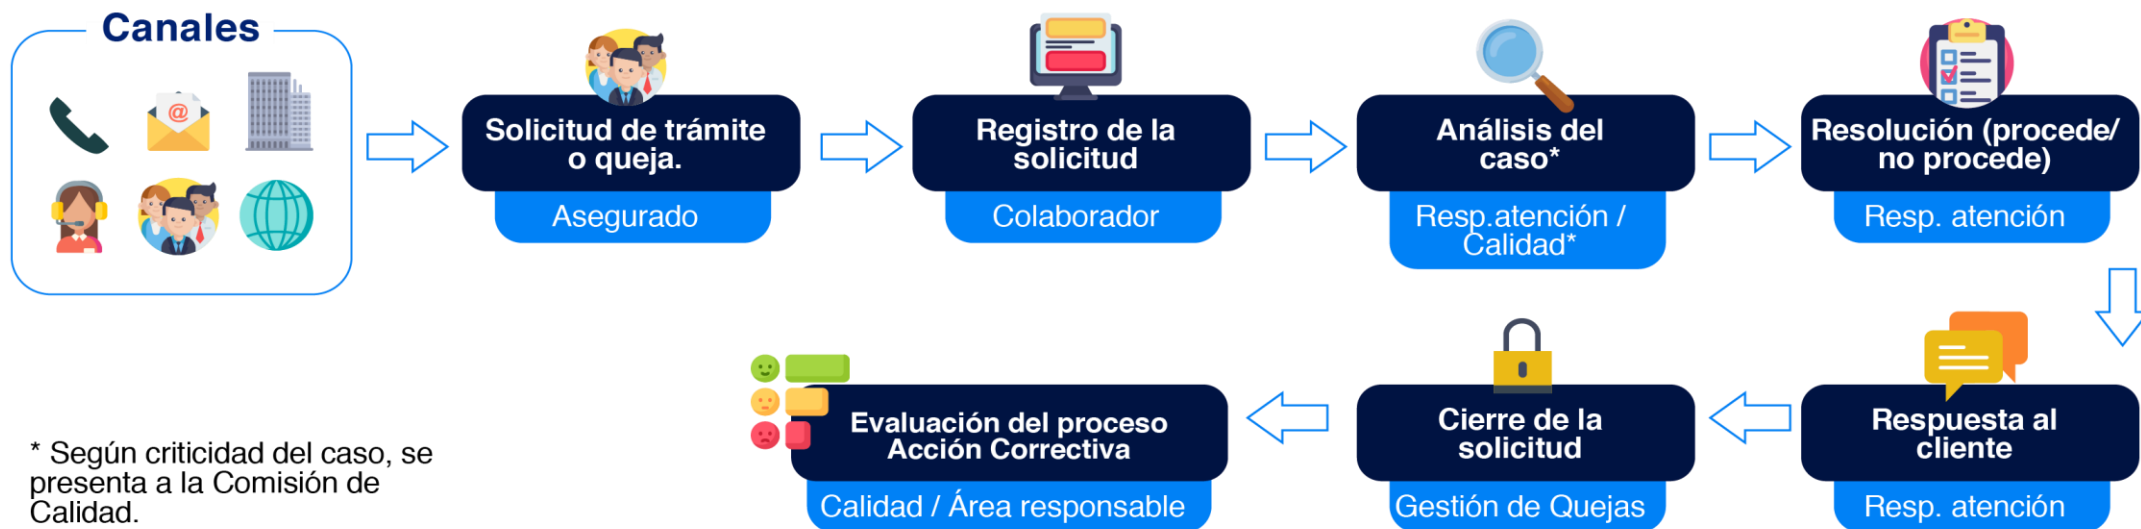 Canales
@
Solicitud de trámite
o queja.
Asegurado
Registro de la
solicitud
Colaborador
Análisis del
caso*
Resp.atención /
Calidad*
Resolución (procede/
no procede)
Resp. atención
Respuesta al
cliente
Resp. atención
Cierre de la
solicitud
Gestión de Quejas
Evaluación del proceso
Acción Correctiva
Calidad / Área responsable
* Según criticidad del caso, se
presenta a la Comisión de
Calidad.